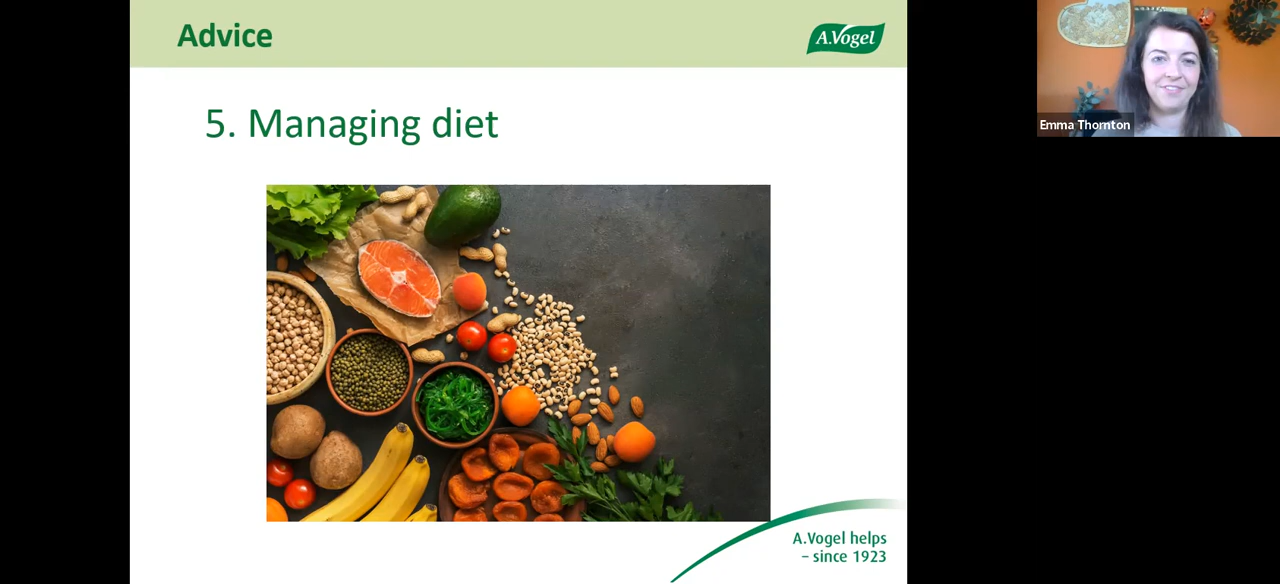 Advice
A.Vogel
Emma Thornton
5. Managing diet
A.Vogel helps
– since 1923